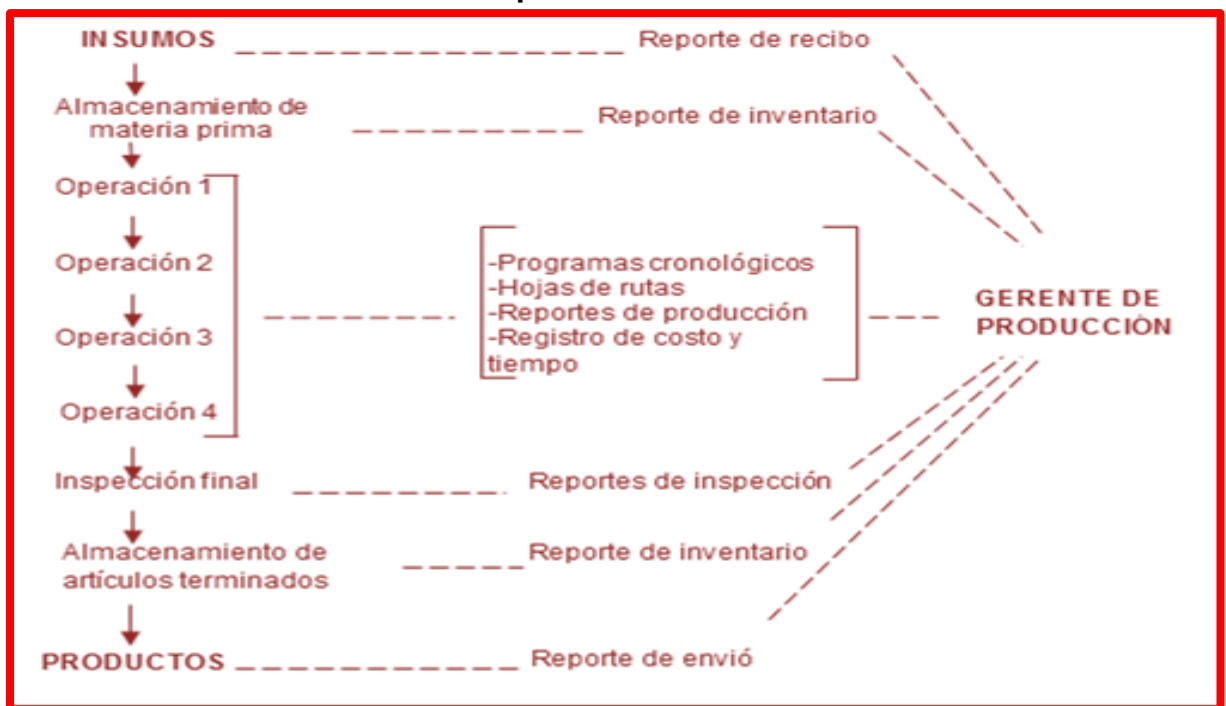 INSUMOS
Reporte de recibo
Almacenamiento de
materia prima
Reporte de inventario
Operación 1
Operación 2
Operación 3
Operación 4
-Programas cronológicos
-Hojas de rutas
-Reportes de producción
-Registro de costo y
tiempo
GERENTE DE
PRODUCCIÓN
Inspección final
Reportes de inspección
Almacenamiento de
artículos terminados
Reporte de inventario
PRODUCTOS
Reporte de envió